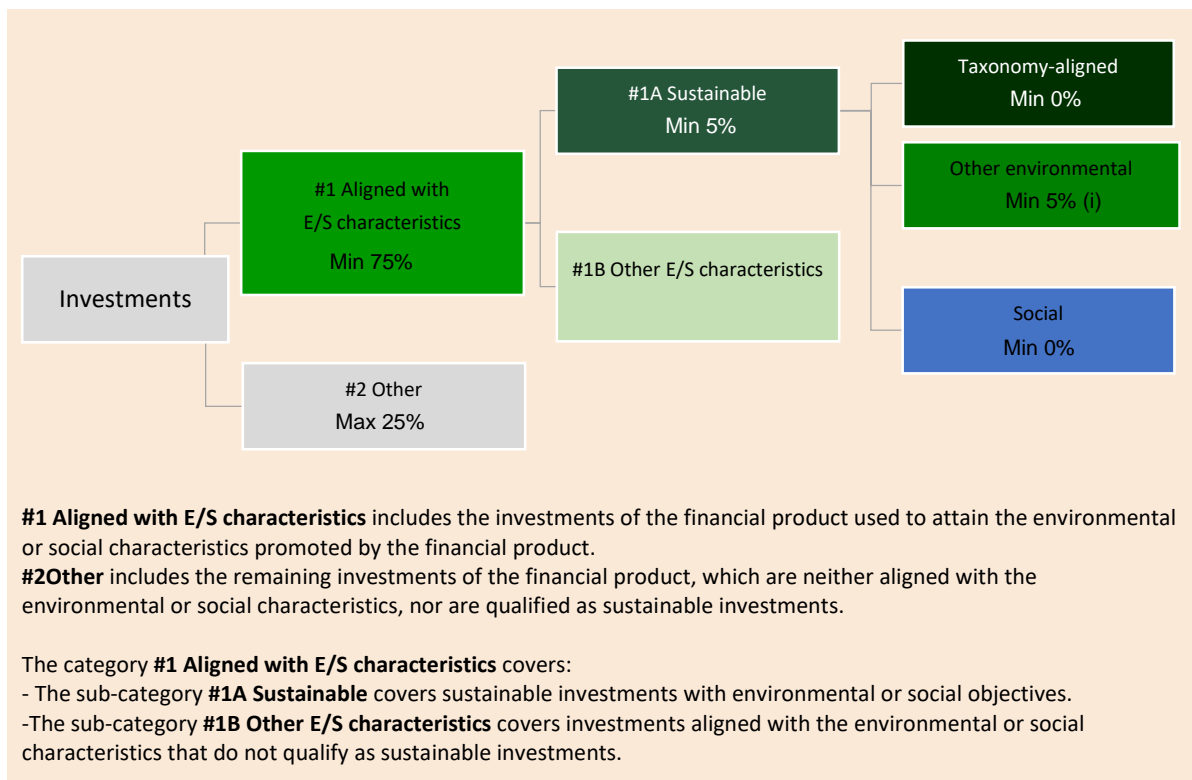 Investments
#1 Aligned with
E/S characteristics
Min 75%
#2 Other
Max 25%
#1A Sustainable
Min 5%
#1B Other E/S characteristics
Taxonomy-aligned
Min 0%
Other environmental
Min 5% (i)
Social
Min 0%
#1 Aligned with E/S characteristics includes the investments of the financial product used to attain the environmental
or social characteristics promoted by the financial product.
#2Other includes the remaining investments of the financial product, which are neither aligned with the
environmental or social characteristics, nor are qualified as sustainable investments.
The category #1 Aligned with E/S characteristics covers:
- The sub-category #1A Sustainable covers sustainable investments with environmental or social objectives.
-The sub-category #1B Other E/S characteristics covers investments aligned with the environmental or social
characteristics that do not qualify as sustainable investments.